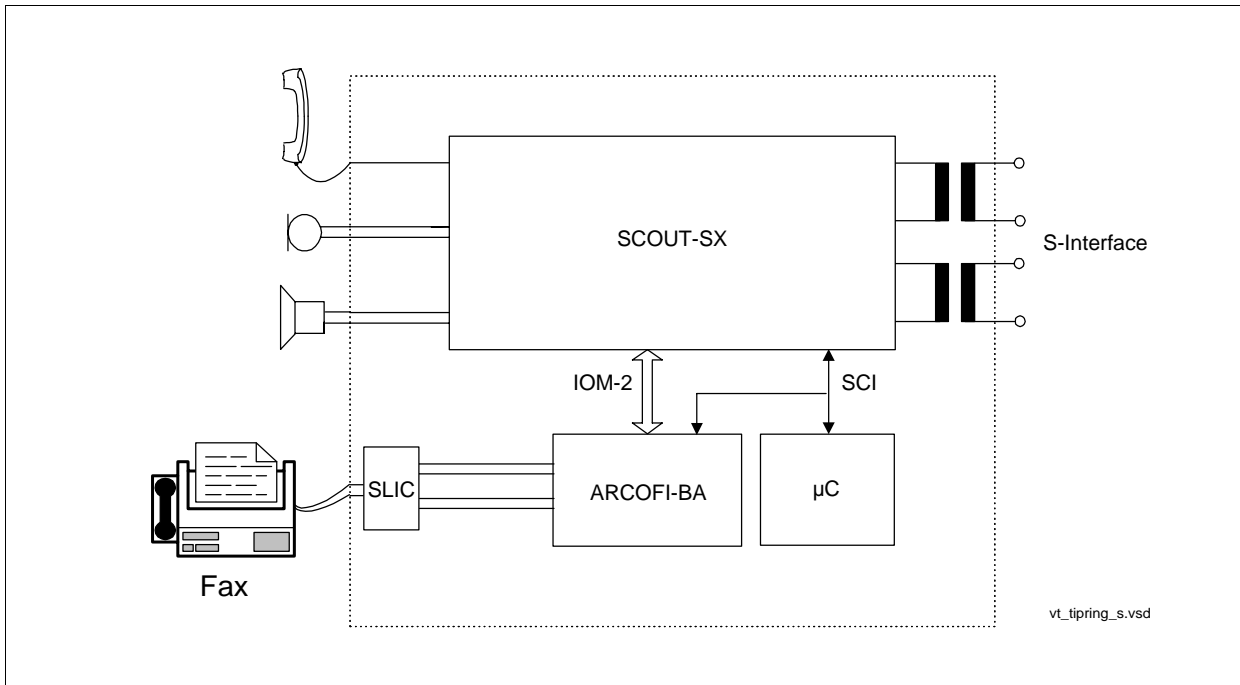 SCOUT-SX
S-Interface
IOM-2
SCI
SLIC
ARCOFI-BA
µC
Fax
vt_tipring_s.vsd